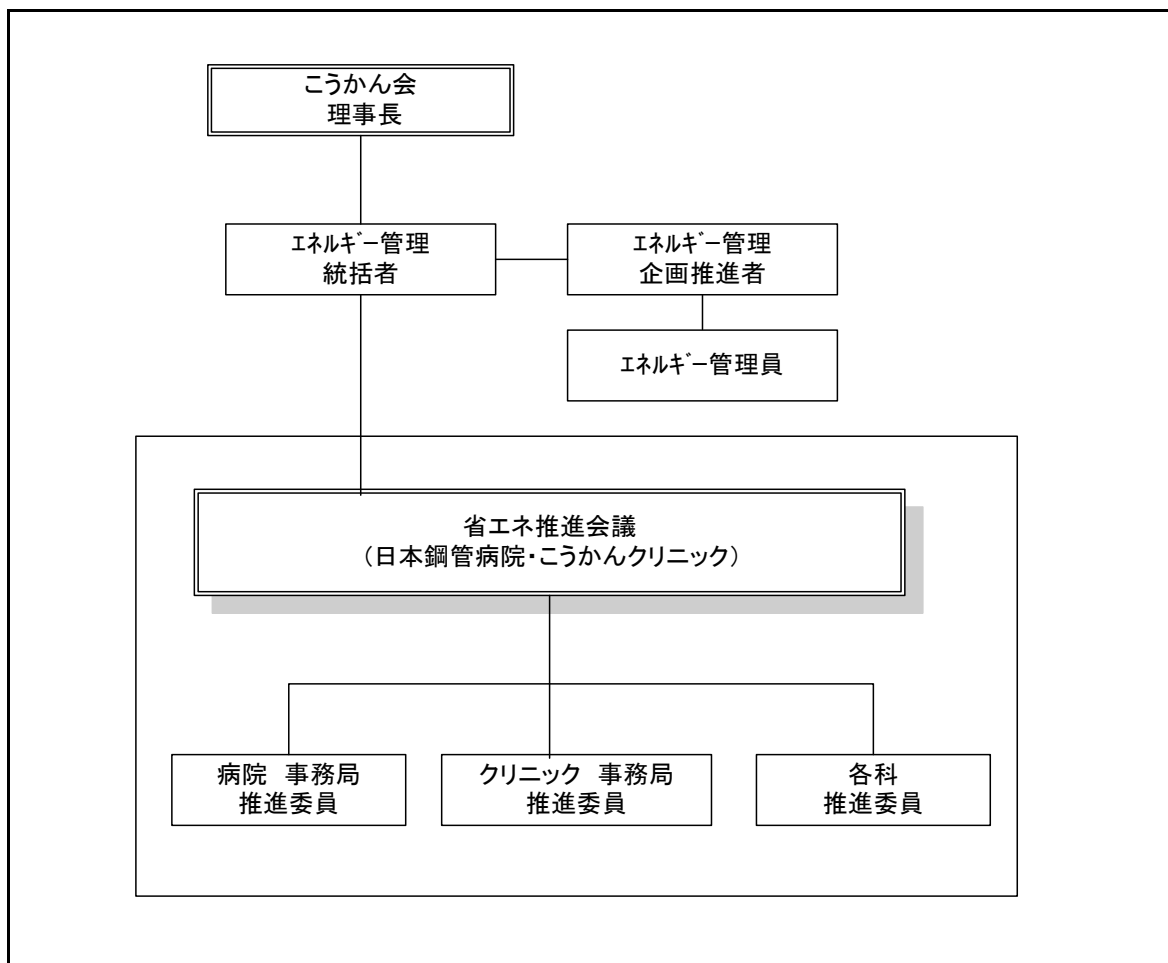 こうかん会
理事長
ｴﾈﾙｷﾞｰ管理
統括者
ｴﾈﾙｷﾞｰ管理
企画推進者
ｴﾈﾙｷﾞｰ管理員
省エネ推進会議
（日本鋼管病院・こうかんクリニック）
病院　事務局
推進委員
クリニック　事務局
推進委員
各科
推進委員